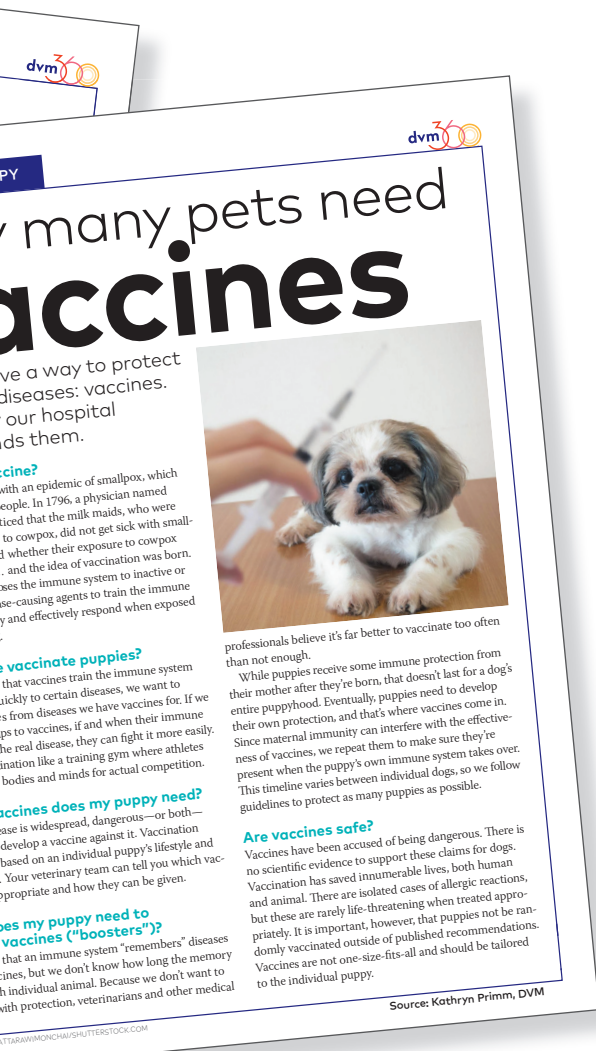 dvm360
dvm360
PY
many pets need
accines
ve a way to protect
diseases: vaccines.
our hospital
nds them.
ccine?
with an epidemic of smallpox, which
eople. In 1796, a physician named
ticed that the milk maids, who were
to cowpox, did not get sick with small-
d whether their exposure to cowpox
. . and the idea of vaccination was born.
oses the immune system to inactive or
se-causing agents to train the immune
y and effectively respond when exposed
.
e vaccinate puppies?
that vaccines train the immune system
uickly to certain diseases, we want to
es from diseases we have vaccines for. If we
ps to vaccines, if and when their immune
he real disease, they can fight it more easily.
ination like a training gym where athletes
bodies and minds for actual competition.
accines does my puppy need?
ease is widespread, dangerous—or both—
develop a vaccine against it. Vaccination
based on an individual puppy's lifestyle and
. Your veterinary team can tell you which vac-
ppropriate and how they can be given.
oes my puppy need to
vaccines (“boosters”)?
that an immune system “remembers” diseases
cines, but we don't know how long the memory
h individual animal. Because we don't want to
with protection, veterinarians and other medical
professionals believe it's far better to vaccinate too often
than not enough.
While puppies receive some immune protection from
their mother after they're born, that doesn't last for a dog's
entire puppyhood. Eventually, puppies need to develop
their own protection, and that's where vaccines come in.
Since maternal immunity can interfere with the effective-
ness of vaccines, we repeat them to make sure they're
present when the puppy's own immune system takes over.
This timeline varies between individual dogs, so we follow
guidelines to protect as many puppies as possible.
Are vaccines safe?
Vaccines have been accused of being dangerous. There is
no scientific evidence to support these claims for dogs.
Vaccination has saved innumerable lives, both human
and animal. There are isolated cases of allergic reactions,
but these are rarely life-threatening when treated appro-
priately. It is important, however, that puppies not be ran-
domly vaccinated outside of published recommendations.
Vaccines are not one-size-fits-all and should be tailored
to the individual puppy.
Source: Kathryn Primm, DVM
ATTARAWIMONCHAI/SHUTTERSTOCK.COM